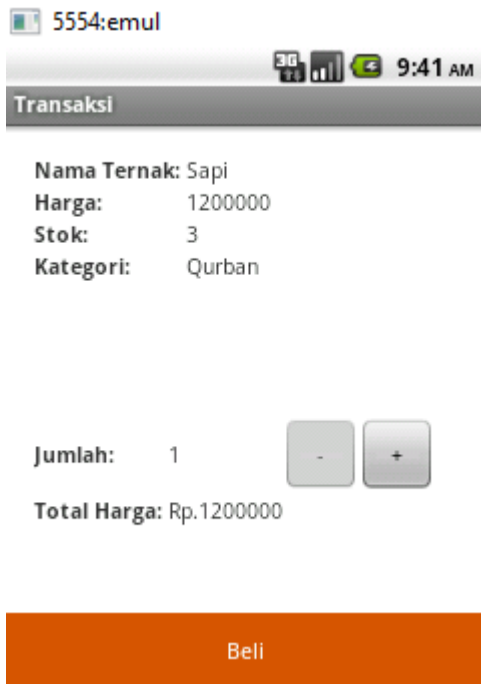 5554:emul
3G 9:41 AM
Transaksi
Nama Ternak: Sapi
Harga: 1200000
Stok: 3
Kategori: Qurban
Jumlah: 1 - +
Total Harga: Rp.1200000
Beli